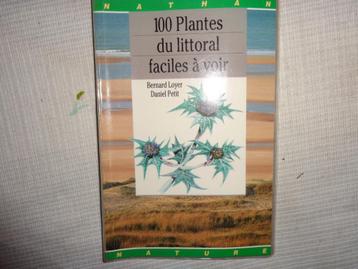 NATHAN
100 Plantes
du littoral
faciles à voir
Bernard Loyer
Daniel Petit
NATURE